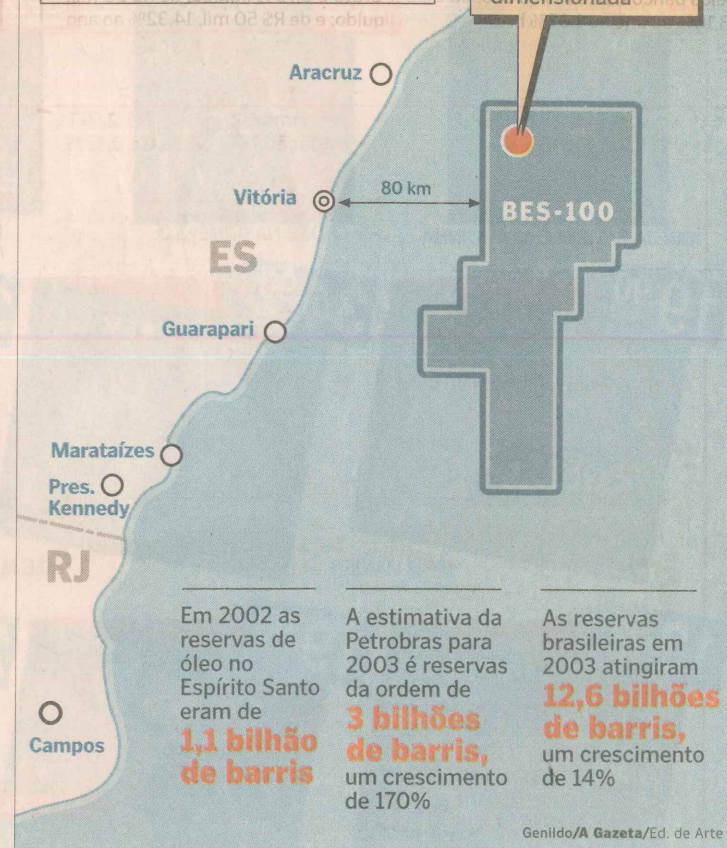 dimensionada
Aracruz
Vitória
80 km
BES-100
ES
Guarapari
Marataízes
Pres.
Kennedy
RJ
Campos
Em 2002 as
reservas de
óleo no
Espírito Santo
eram de
1,1 bilhão
de barris
A estimativa da
Petrobras para
2003 é reservas
da ordem de
3 bilhões
de barris,
um crescimento
de 170%
As reservas
brasileiras em
2003 atingiram
12,6 bilhões
de barris,
um crescimento
de 14%
Genildo/A Gazeta/Ed. de Arte